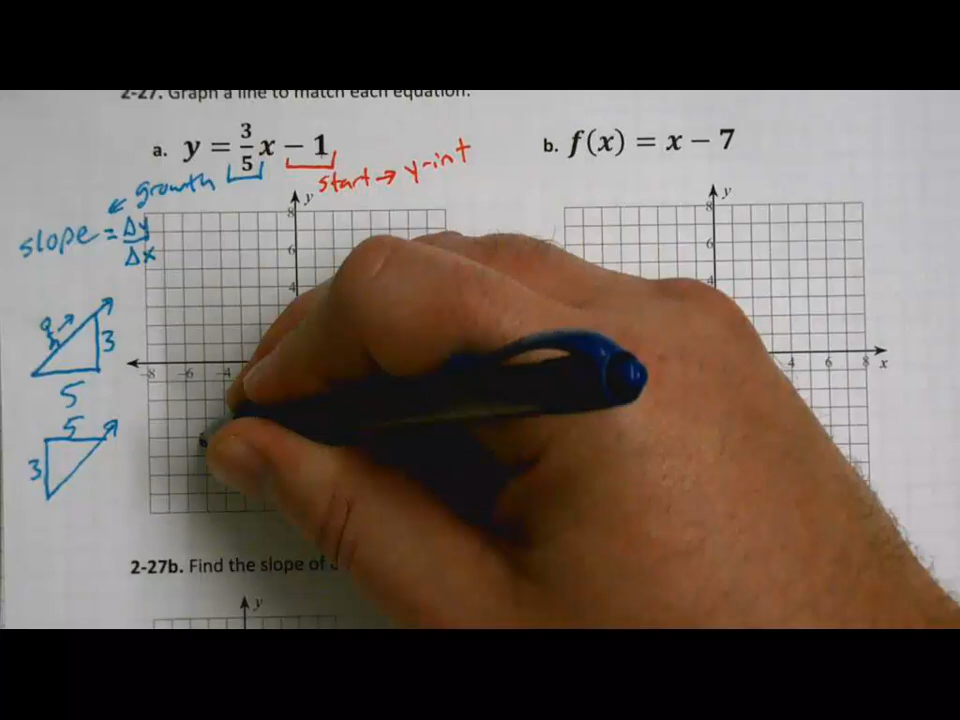 2-27. Graph a line to match each equation.
a. y = 3/5 x − 1
b. f(x) = x − 7
growth
start → y-int
slope = Δy/Δx
y
8
6
4
-8 -6 -4
y
8
6
4
4 6 8 x
3
5
5
3
2-27b. Find the slope of
y